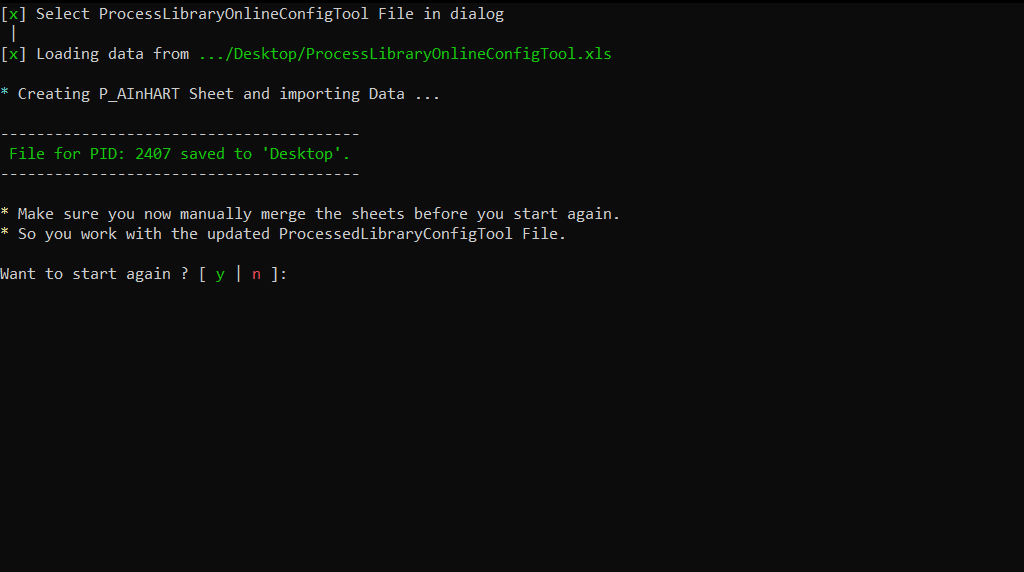 [x] Select ProcessLibraryOnlineConfigTool File in dialog
|
[x] Loading data from .../Desktop/ProcessLibraryOnlineConfigTool.xls
* Creating P_AInHART Sheet and importing Data ...
----------------------------------------
File for PID: 2407 saved to 'Desktop'.
----------------------------------------
* Make sure you now manually merge the sheets before you start again.
* So you work with the updated ProcessedLibraryConfigTool File.
Want to start again ? [ y | n ]: